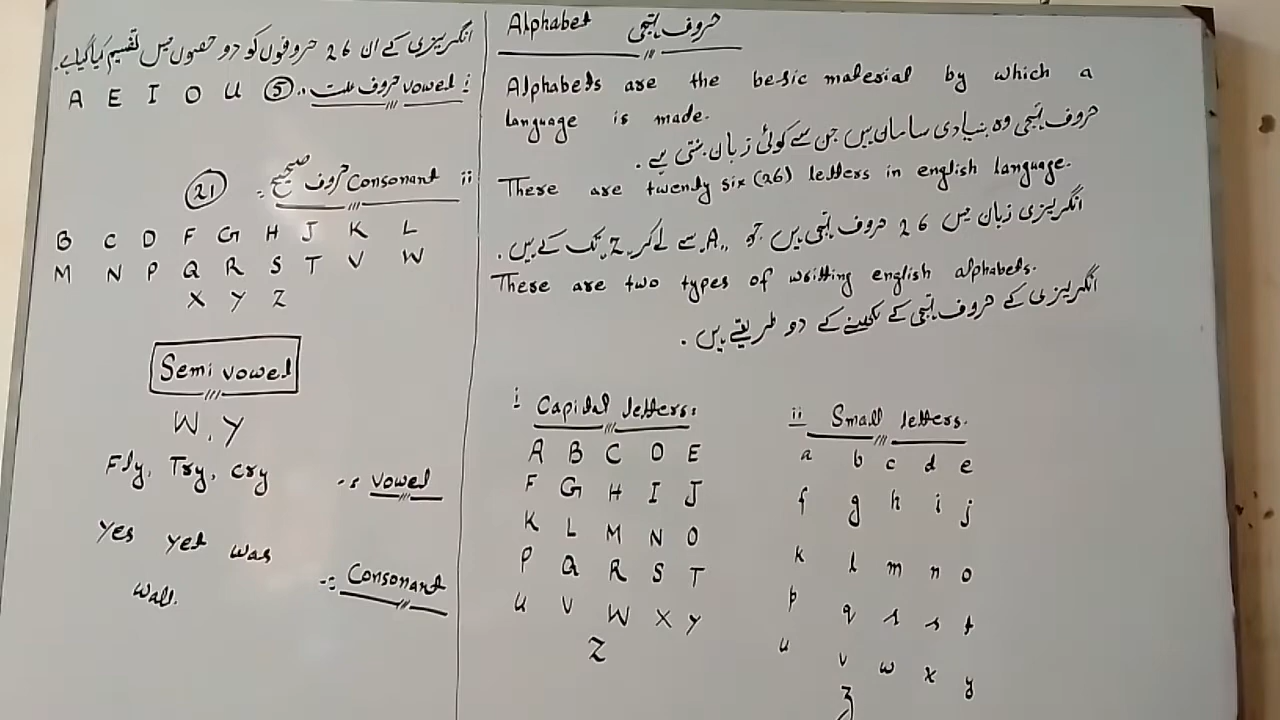 Alphabet حروف تہجی
Alphabets are the besic material by which a
language is made.
حروف تہجی وہ بنیادی سامان ہیں جن سے کوئی زبان بنتی ہے.
There are twenty six (26) letters in english language.
انگریزی زبان میں 26 حروف تہجی ہیں جو "A" سے لے کر "Z" تک کے ہیں.
There are two types of writting english alphabets.
انگریزی کے حروف تہجی کے لکھنے کے دو طریقے ہیں.
i Capital letters:
A B C D E
F G H I J
K L M N O
P Q R S T
U V W X Y
Z
ii Small letters.
a b c d e
f g h i j
k l m n o
p q r s t
u v w x y
z
انگریزی کے ان 26 حروفوں کو دو حصوں میں تقسیم کیا گیا ہے.
i vowel حروف علت :. (5) A E I O U
ii Consonant حروف صحیح :. (21)
B C D F G H J K L
M N P Q R S T V W
X Y Z
Semi vowel
W, Y
Fly, Try, cry -: vowel
Yes yet was -: Consonant
wall.